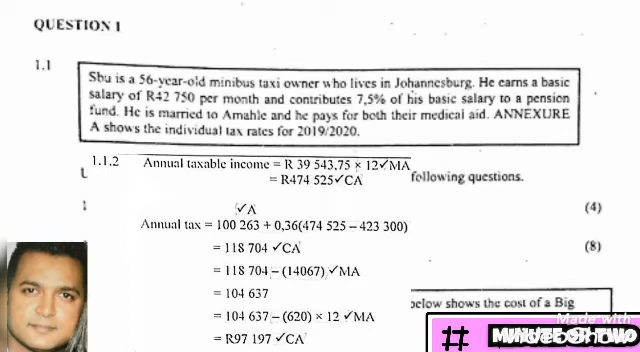 QUESTION 1
1.1
Sbu is a 56-year-old minibus taxi owner who lives in Johannesburg. He earns a basic
salary of R42 750 per month and contributes 7,5% of his basic salary to a pension
fund. He is married to Amahle and he pays for both their medical aid. ANNEXURE
A shows the individual tax rates for 2019/2020.
1.1.2 Annual taxable income = R 39 543,75 × 12✓MA
= R474 525✓CA following questions.
✓A
(4)
Annual tax = 100 263 + 0,36(474 525 – 423 300)
= 118 704 ✓CA (8)
= 118 704 – (14067) ✓MA
= 104 637
below shows the cost of a Big
= 104 637 – (620) × 12 ✓MA
Made with
= R97 197 ✓CA
#